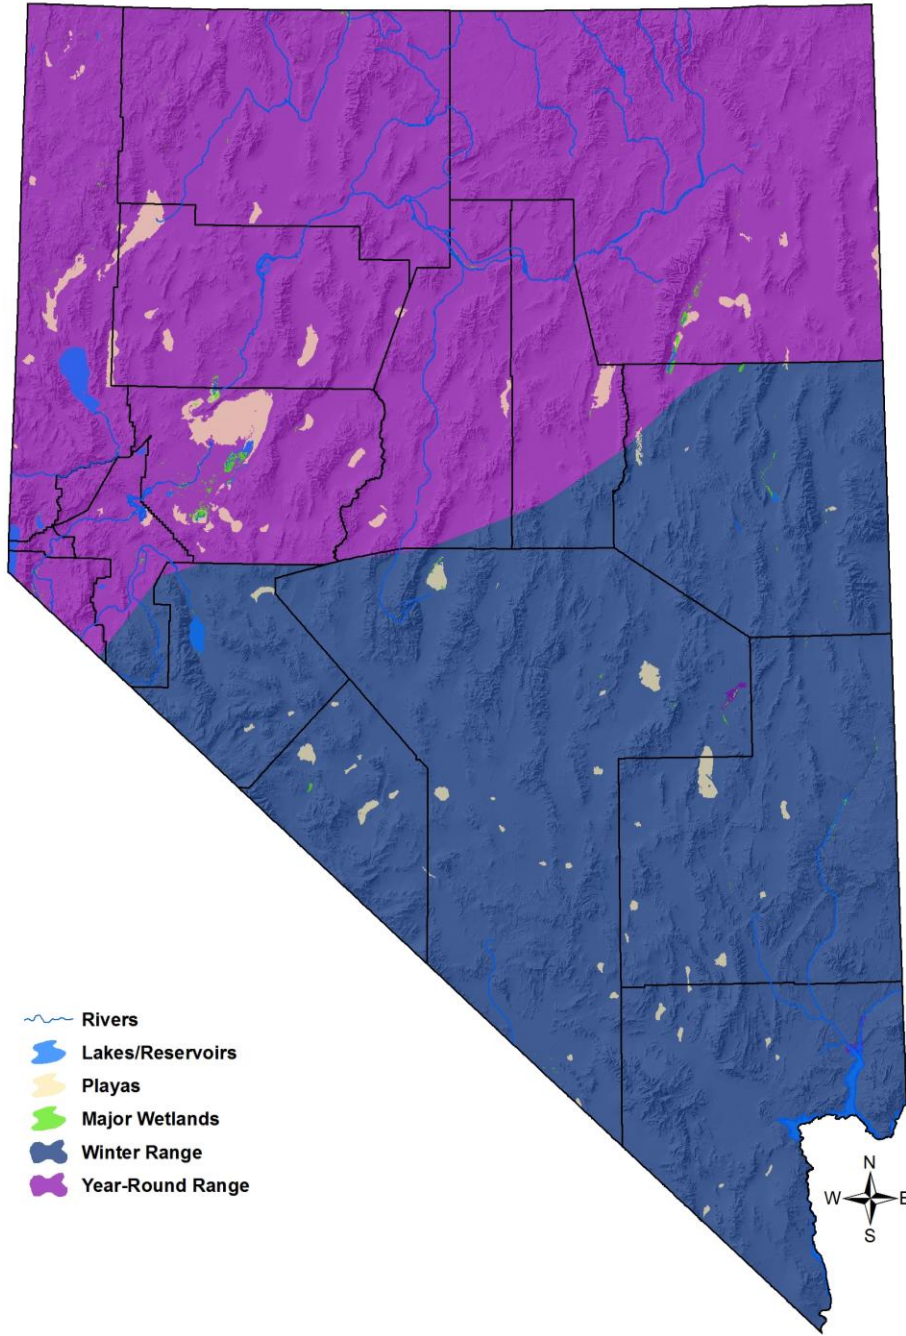 Rivers
Lakes/Reservoirs
Playas
Major Wetlands
Winter Range
Year-Round Range
N
W E
S